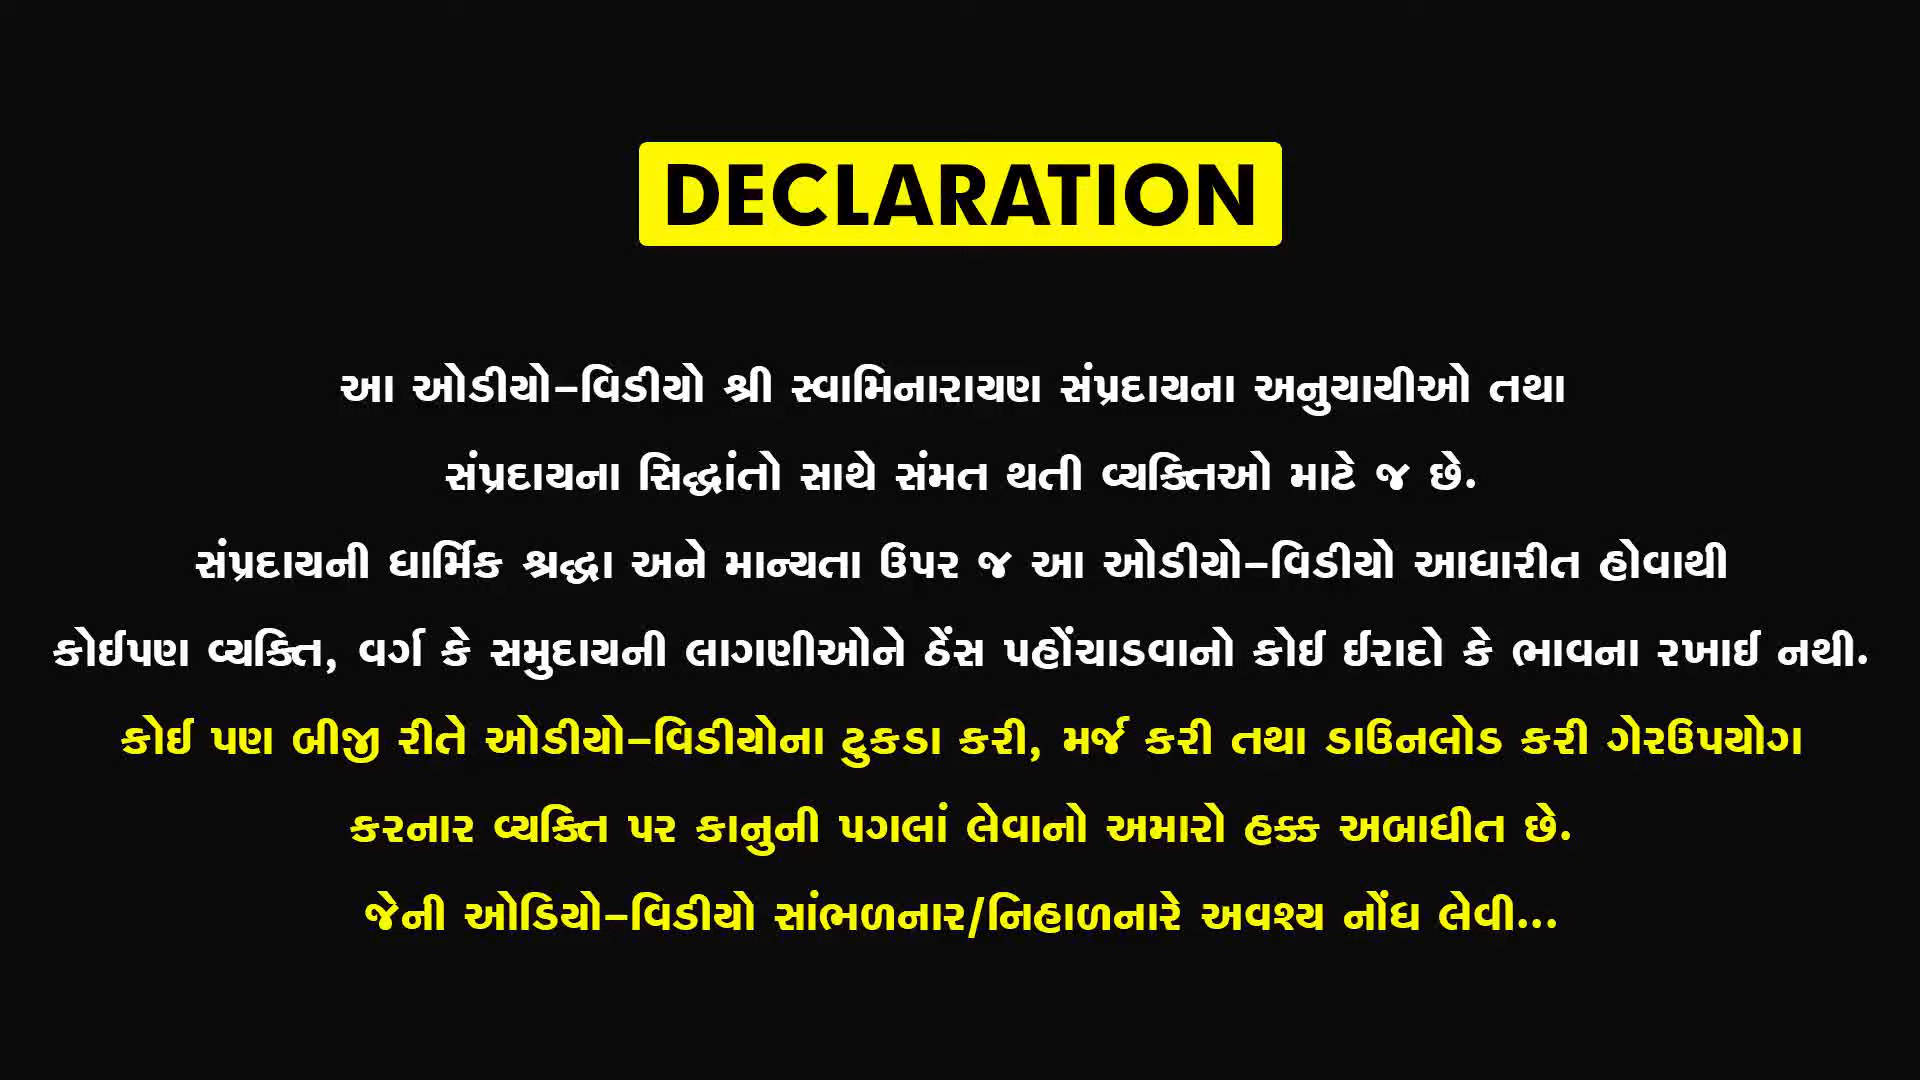 DECLARATION
આ ઓડીયો-વિડીયો શ્રી સ્વામિનારાયણ સંપ્રદાયના અનુયાયીઓ તથા
સંપ્રદાયના સિદ્ધાંતો સાથે સંમત થતી વ્યક્તિઓ માટે જ છે.
સંપ્રદાયની ધાર્મિક શ્રદ્ધા અને માન્યતા ઉપર જ આ ઓડીયો-વિડીયો આધારીત હોવાથી
કોઈપણ વ્યક્તિ, વર્ગ કે સમુદાયની લાગણીઓને ઠેંસ પહોંચાડવાનો કોઈ ઈરાદો કે ભાવના રખાઈ નથી.
કોઈ પણ બીજી રીતે ઓડીયો-વિડીયોના ટુકડા કરી, મર્જ કરી તથા ડાઉનલોડ કરી ગેરઉપયોગ
કરનાર વ્યક્તિ પર કાનુની પગલાં લેવાનો અમારો હક્ક અબાધીત છે.
જેની ઓડિયો-વિડીયો સાંભળનાર/નિહાળનારે અવશ્ય નોંધ લેવી...